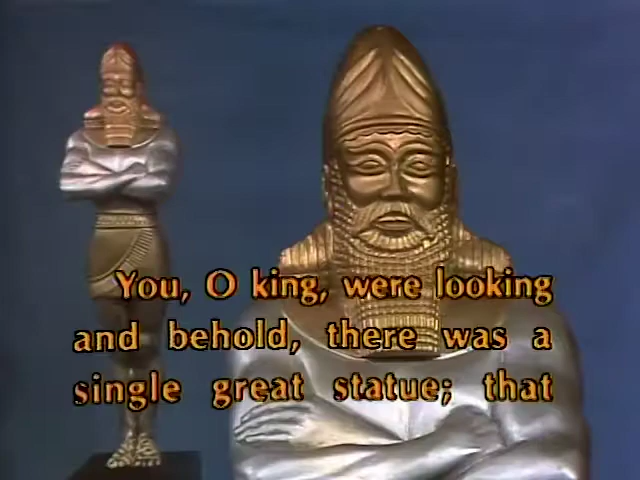 You, O king, were looking
and behold, there was a
single great statue; that